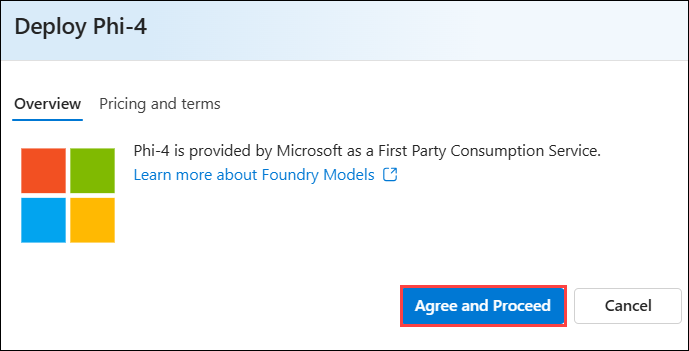 Deploy Phi-4
Overview Pricing and terms
Phi-4 is provided by Microsoft as a First Party Consumption Service.
Learn more about Foundry Models
Agree and Proceed Cancel